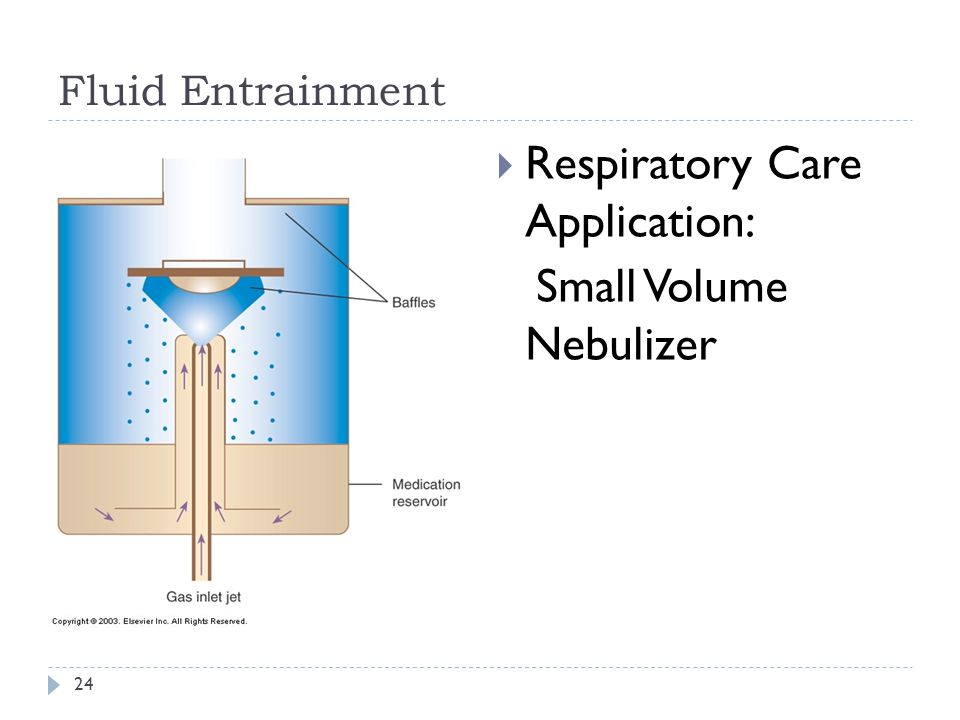 Fluid Entrainment
Respiratory Care
Application:
Small Volume
Nebulizer
Baffles
Medication
reservoir
Gas inlet jet
Copyright © 2003. Elsevier Inc. All Rights Reserved.
24